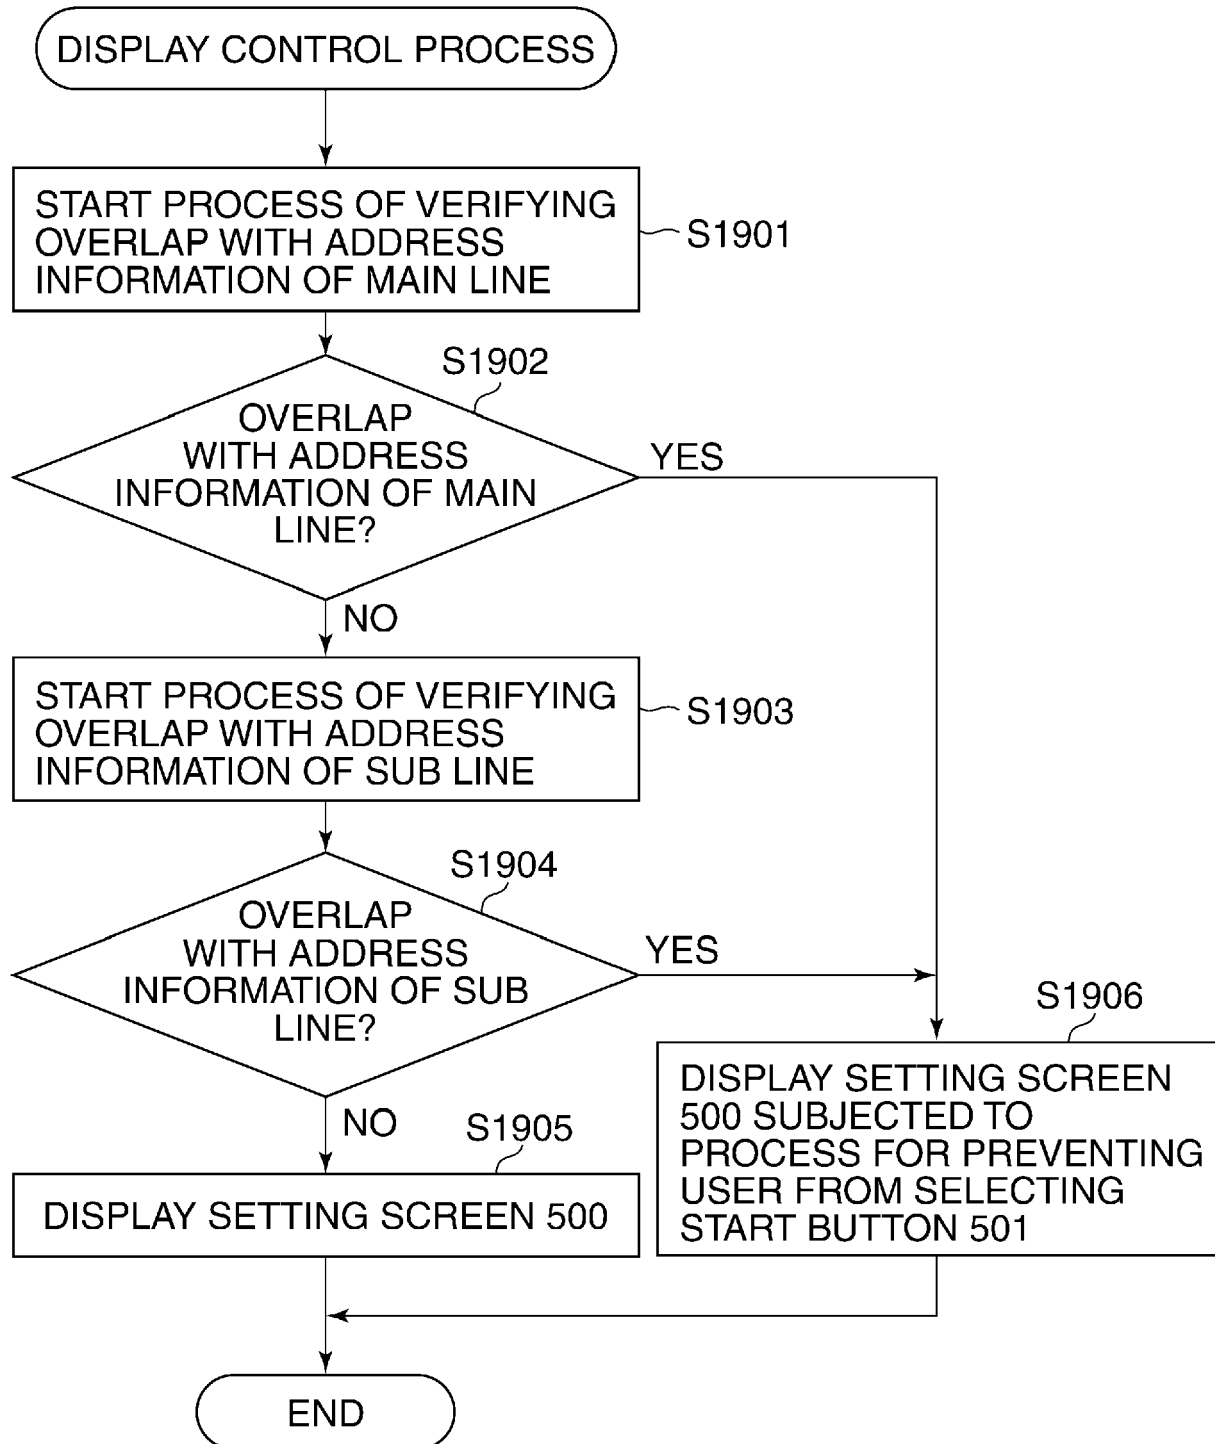 DISPLAY CONTROL PROCESS
START PROCESS OF VERIFYING
OVERLAP WITH ADDRESS
INFORMATION OF MAIN LINE
S1901
S1902
OVERLAP
WITH ADDRESS
INFORMATION OF MAIN
LINE?
YES
NO
START PROCESS OF VERIFYING
OVERLAP WITH ADDRESS
INFORMATION OF SUB LINE
S1903
S1904
OVERLAP
WITH ADDRESS
INFORMATION OF SUB
LINE?
YES
NO
S1905
DISPLAY SETTING SCREEN 500
S1906
DISPLAY SETTING SCREEN
500 SUBJECTED TO
PROCESS FOR PREVENTING
USER FROM SELECTING
START BUTTON 501
END